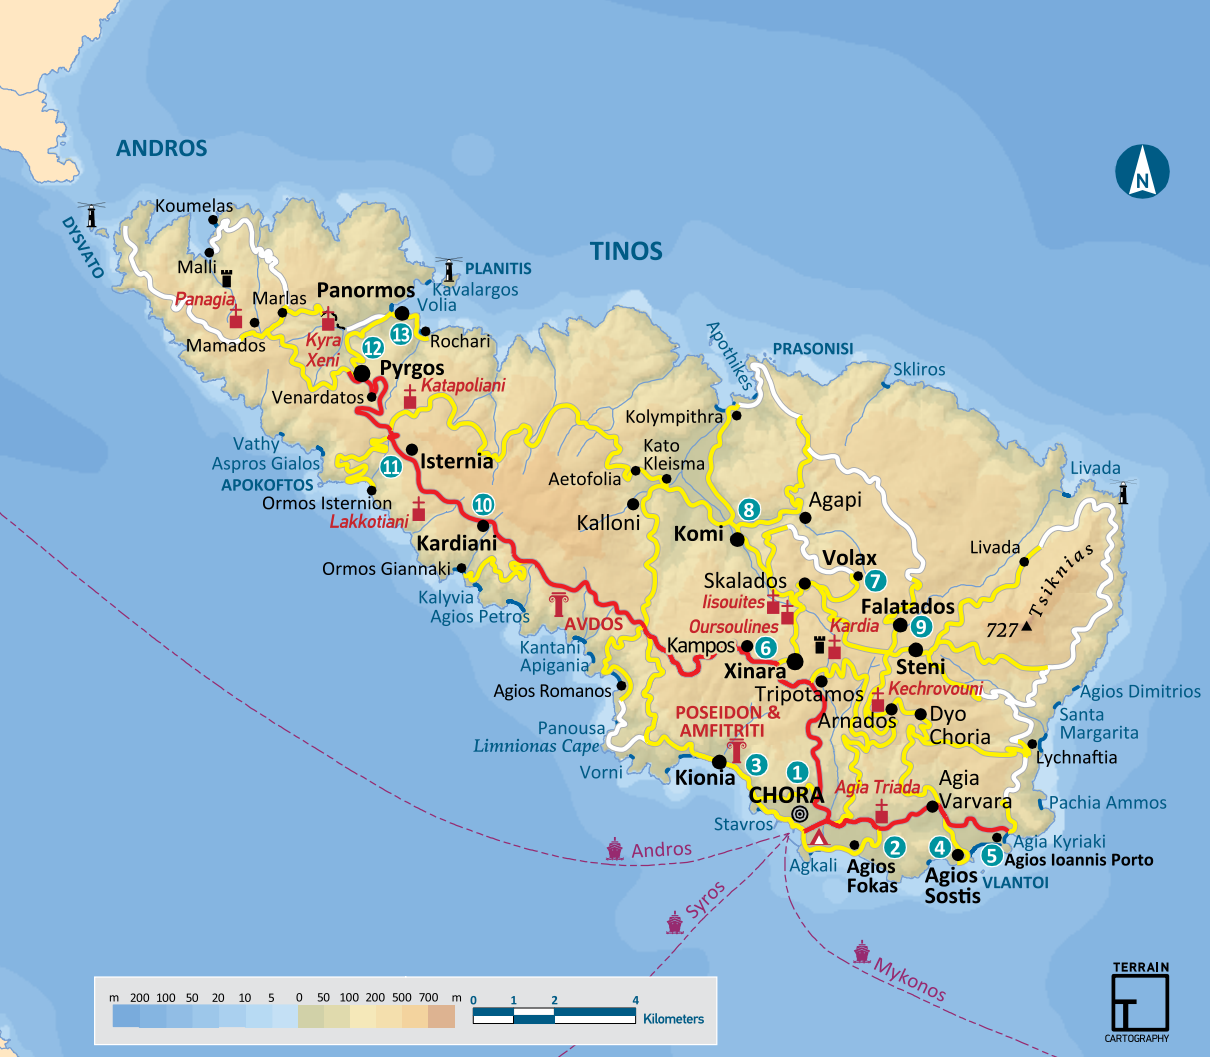 ANDROS
DYSVATO
Koumelas
Malli
Panagia
Marlas
Mamados
Panormos
PLANITIS
Kavalargos
Volia
TINOS
N
Kyra
Xeni
12
13
Rochari
Pyrgos
Katapoliani
Venardatos
Apothikes
PRASONISI
Skliros
Kolympithra
Vathy
Aspros Gialos
APOKOFTOS
11
Isternia
Ormos Isternion
Lakkotiani
10
Kardiani
Kato
Kleisma
Aetofolia
Kalloni
8
Agapi
Komi
Livada
Livada
Tsiknias
727
Ormos Giannaki
Kalyvia
Agios Petros
AVDOS
Volax
7
Skalados
Iisouites
Oursoulines
Falatados
9
Kardia
Kantani
Apigania
Kampos
6
Xinara
Steni
Agios Romanos
Tripotamos
Kechrovouni
Agios Dimitrios
Arnados
Dyo
Choria
Santa
Margarita
POSEIDON &
AMFITRITI
Panousa
Limnionas Cape
Vorni
Kionia
3
1
CHORA
Lychnaftia
Agia Triada
Agia
Varvara
Pachia Ammos
Stavros
Agkali
2
Agios
Fokas
4
Agios
Sostis
5
Agia Kyriaki
Agios Ioannis Porto
VLANTOI
Andros
Syros
Mykonos
m 200 100 50 20 10 5 0 50 100 200 500 700 m
0 1 2 4
Kilometers
TERRAIN
T
CARTOGRAPHY